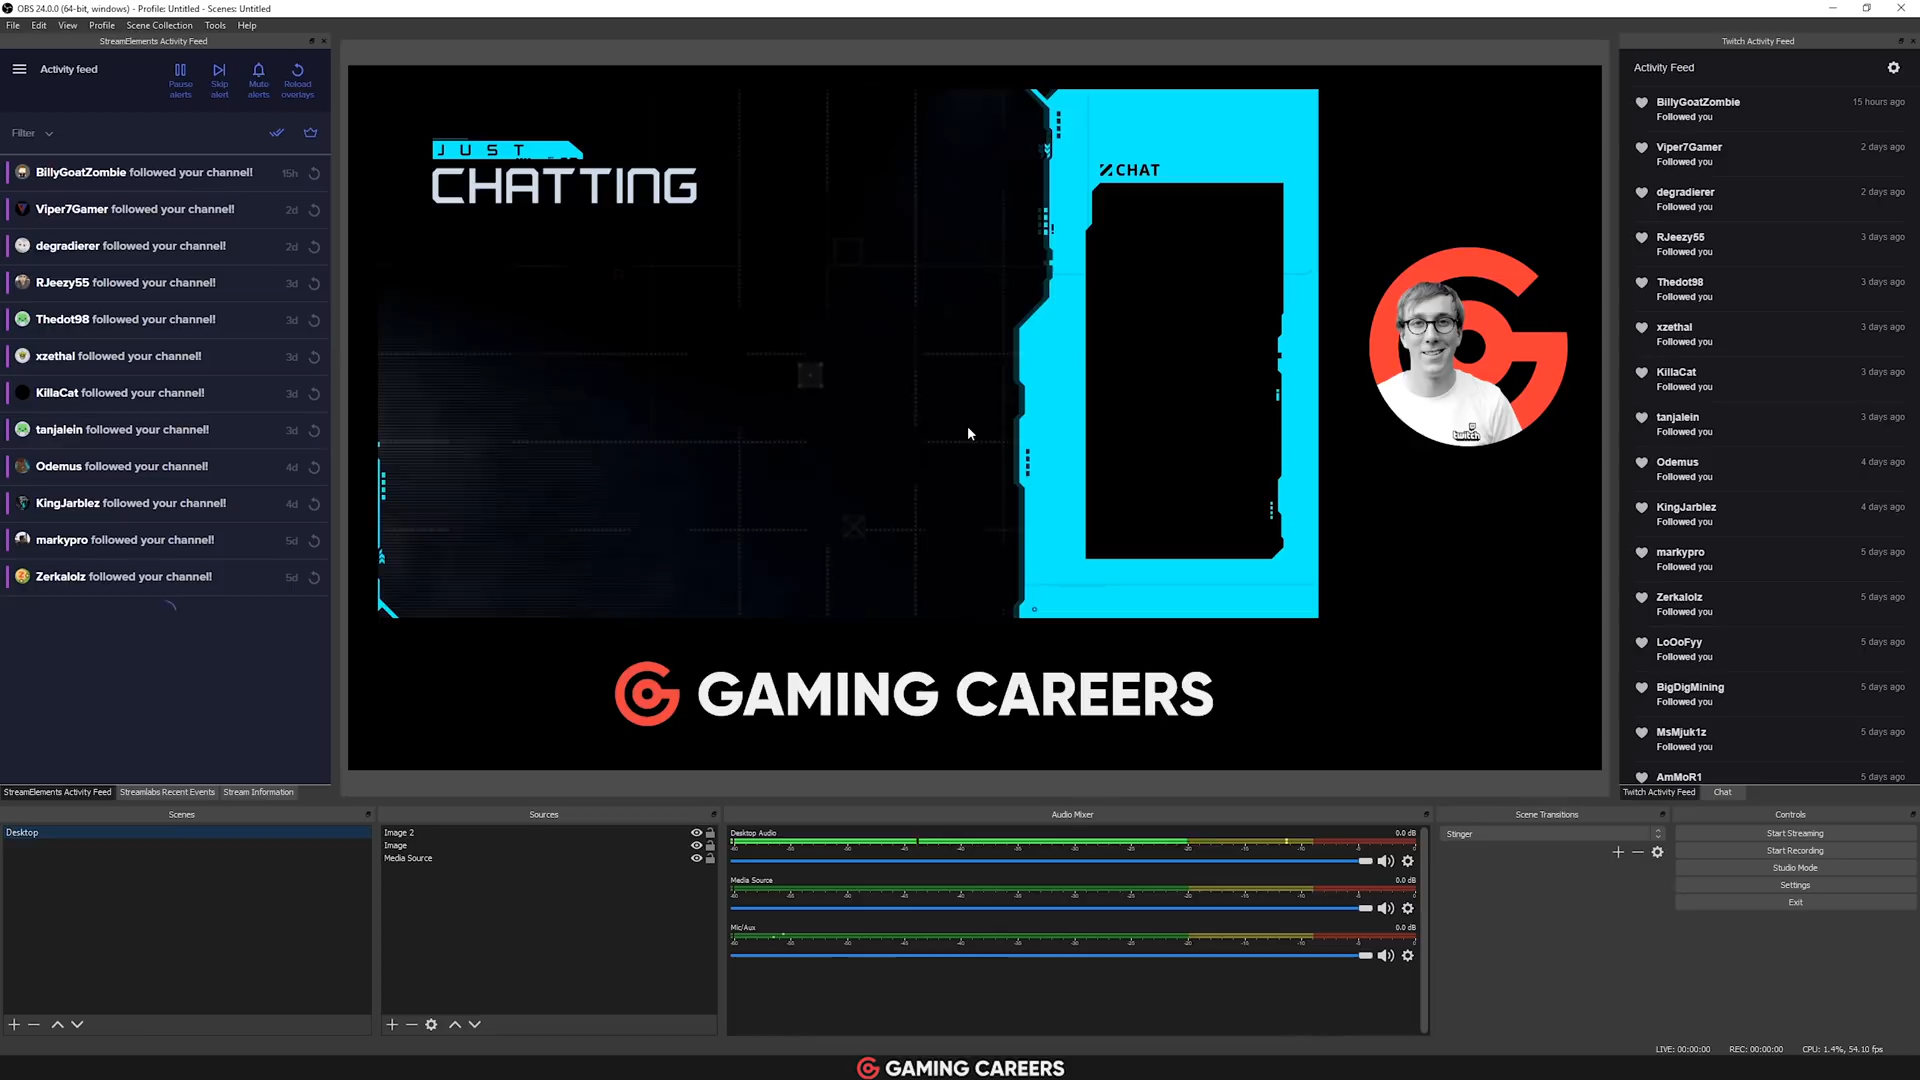 OBS 24.0.0 (64-bit, windows) - Profile: Untitled - Scenes: Untitled
File Edit View Profile Scene Collection Tools Help
StreamElements Activity Feed
Activity feed
Pause alerts
Skip alert
Mute alerts
Reload overlays
Filter
BillyGoatZombie followed your channel! 15h
Viper7Gamer followed your channel! 2d
degradierer followed your channel! 2d
RJeezy55 followed your channel! 3d
Thedot98 followed your channel! 3d
xzethal followed your channel! 3d
KillaCat followed your channel! 3d
tanjalein followed your channel! 3d
Odemus followed your channel! 4d
KingJarblez followed your channel! 4d
markypro followed your channel! 5d
Zerkalolz followed your channel! 5d
StreamElements Activity Feed Streamlabs Recent Events Stream Information
JUST
CHATTING
CHAT
twitch
GAMING CAREERS
Twitch Activity Feed
Activity Feed
BillyGoatZombie 15 hours ago
Followed you
Viper7Gamer 2 days ago
Followed you
degradierer 2 days ago
Followed you
RJeezy55 3 days ago
Followed you
Thedot98 3 days ago
Followed you
xzethal 3 days ago
Followed you
KillaCat 3 days ago
Followed you
tanjalein 3 days ago
Followed you
Odemus 4 days ago
Followed you
KingJarblez 4 days ago
Followed you
markypro 5 days ago
Followed you
Zerkalolz 5 days ago
Followed you
LoOoFyy 5 days ago
Followed you
BigDigMining 5 days ago
Followed you
MsMjuk1z 5 days ago
Followed you
AmMoR1 5 days ago
Twitch Activity Feed Chat
Scenes
Desktop
Sources
Image 2
Image
Media Source
Audio Mixer
Desktop Audio 0.0 dB
Media Source 0.0 dB
Mic/Aux 0.0 dB
Scene Transitions
Stinger
Controls
Start Streaming
Start Recording
Studio Mode
Settings
Exit
LIVE: 00:00:00 REC: 00:00:00 CPU: 1.4%, 54.10 fps
GAMING CAREERS